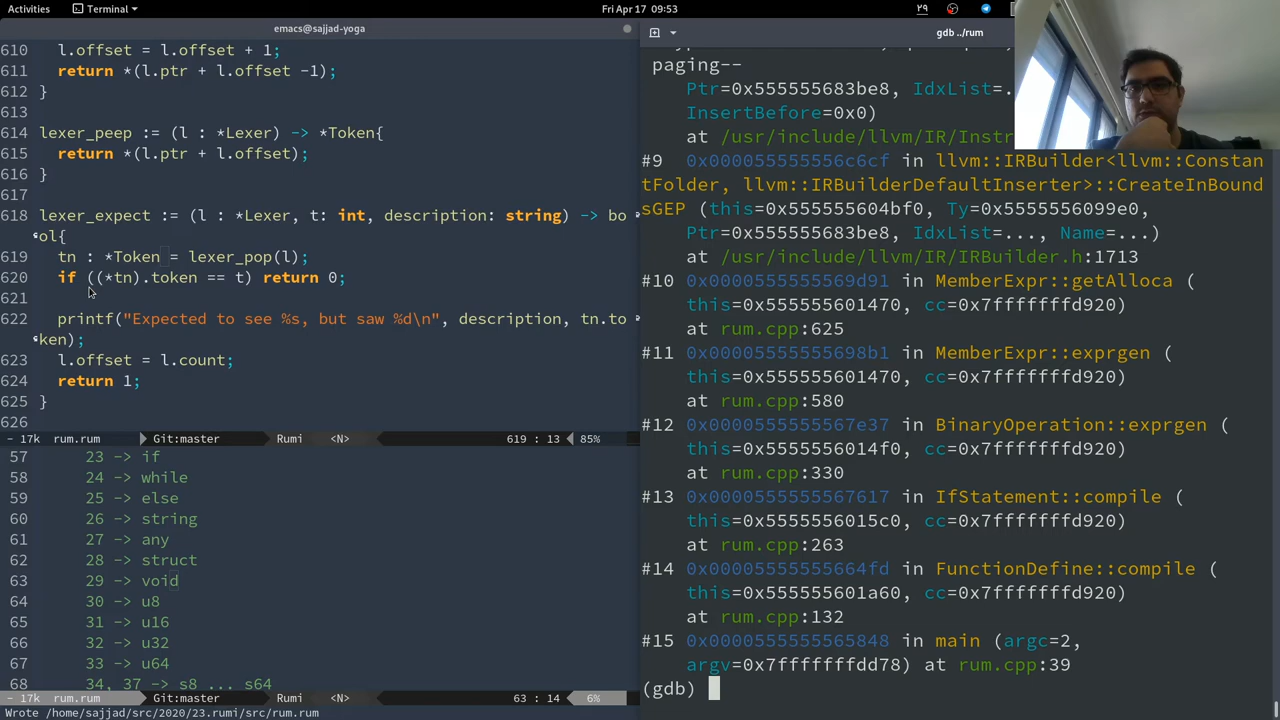 Activities
Terminal
Fri Apr 17 09:53
۲۹
emacs@sajjad-yoga
610 l.offset = l.offset + 1;
611 return *(l.ptr + l.offset -1);
612 }
613
614 lexer_peep := (l : *Lexer) -> *Token{
615 return *(l.ptr + l.offset);
616 }
617
618 lexer_expect := (l : *Lexer, t: int, description: string) -> bo
ol{
619 tn : *Token = lexer_pop(l);
620 if ((*tn).token == t) return 0;
621
622 printf("Expected to see %s, but saw %d\n", description, tn.to
ken);
623 l.offset = l.count;
624 return 1;
625 }
626
- 17k rum.rum Git:master Rumi <N> 619 : 13 85%
57 23 -> if
58 24 -> while
59 25 -> else
60 26 -> string
61 27 -> any
62 28 -> struct
63 29 -> void
64 30 -> u8
65 31 -> u16
66 32 -> u32
67 33 -> u64
68 34, 37 -> s8 ... s64
- 17k rum.rum Git:master Rumi <N> 63 : 14 6%
Wrote /home/sajjad/src/2020/23.rumi/src/rum.rum
gdb ../rum
paging--
Ptr=0x555555683be8, IdxList=...,
InsertBefore=0x0)
at /usr/include/llvm/IR/Instr
#9 0x00005555556c6cf in llvm::IRBuilder<llvm::Constan
tFolder, llvm::IRBuilderDefaultInserter>::CreateInBound
sGEP (this=0x555555604bf0, Ty=0x5555556099e0,
Ptr=0x555555683be8, IdxList=..., Name=...)
at /usr/include/llvm/IR/IRBuilder.h:1713
#10 0x0000555555569d91 in MemberExpr::getAlloca (
this=0x555555601470, cc=0x7fffffffd920)
at rum.cpp:625
#11 0x00005555555698b1 in MemberExpr::exprgen (
this=0x555555601470, cc=0x7fffffffd920)
at rum.cpp:580
#12 0x0000555555567e37 in BinaryOperation::exprgen (
this=0x5555556014f0, cc=0x7fffffffd920)
at rum.cpp:330
#13 0x0000555555567617 in IfStatement::compile (
this=0x5555556015c0, cc=0x7fffffffd920)
at rum.cpp:263
#14 0x00005555555664fd in FunctionDefine::compile (
this=0x555555601a60, cc=0x7fffffffd920)
at rum.cpp:132
#15 0x0000555555565848 in main (argc=2,
argv=0x7fffffffdd78) at rum.cpp:39
(gdb)